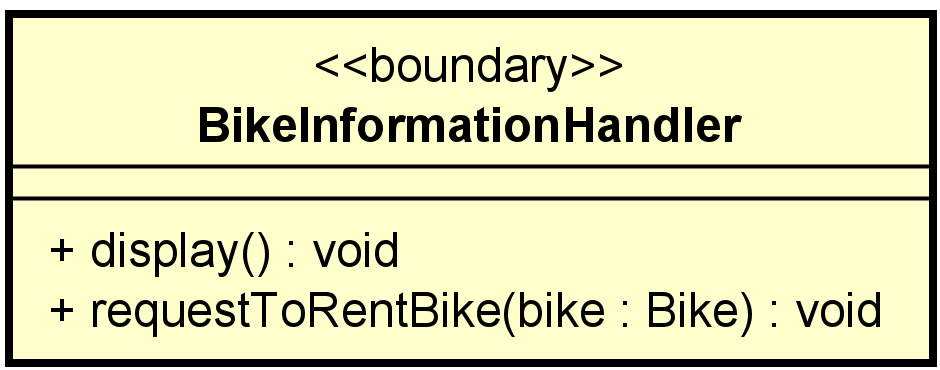 <<boundary>>
BikeInformationHandler
+ display() : void
+ requestToRentBike(bike : Bike) : void